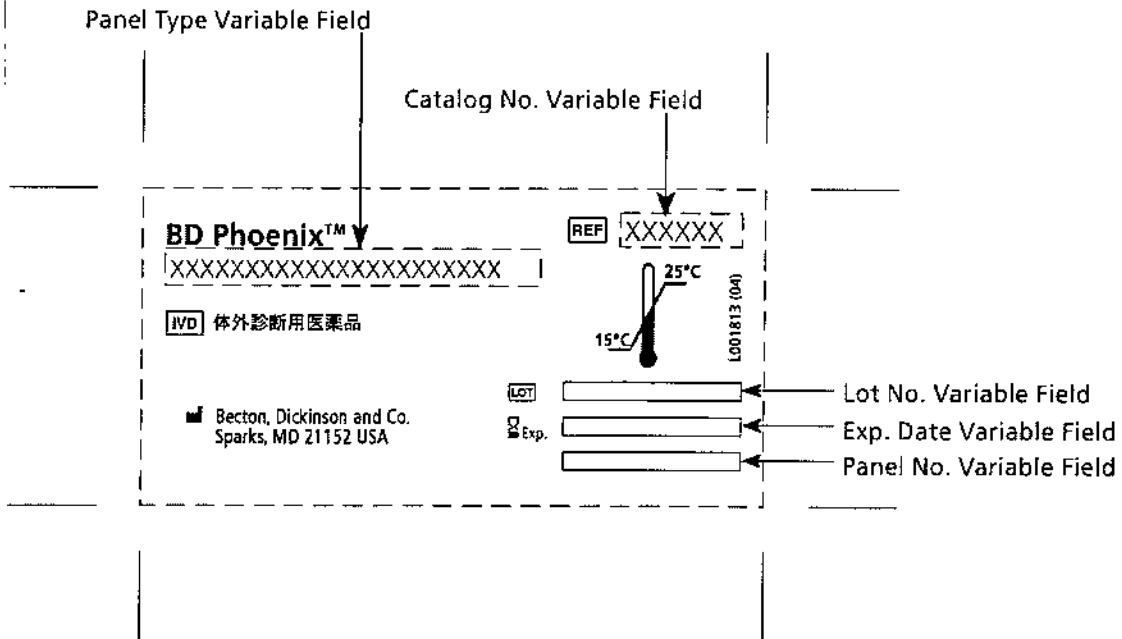 Panel Type Variable Field
Catalog No. Variable Field
BD Phoenix™
REF XXXXXX
XXXXXXXXXXXXXXXXXXXXXX
25°C
15°C
L001813 (04)
IVD 体外診断用医薬品
LOT
Lot No. Variable Field
Becton, Dickinson and Co.
Sparks, MD 21152 USA
Exp.
Exp. Date Variable Field
Panel No. Variable Field